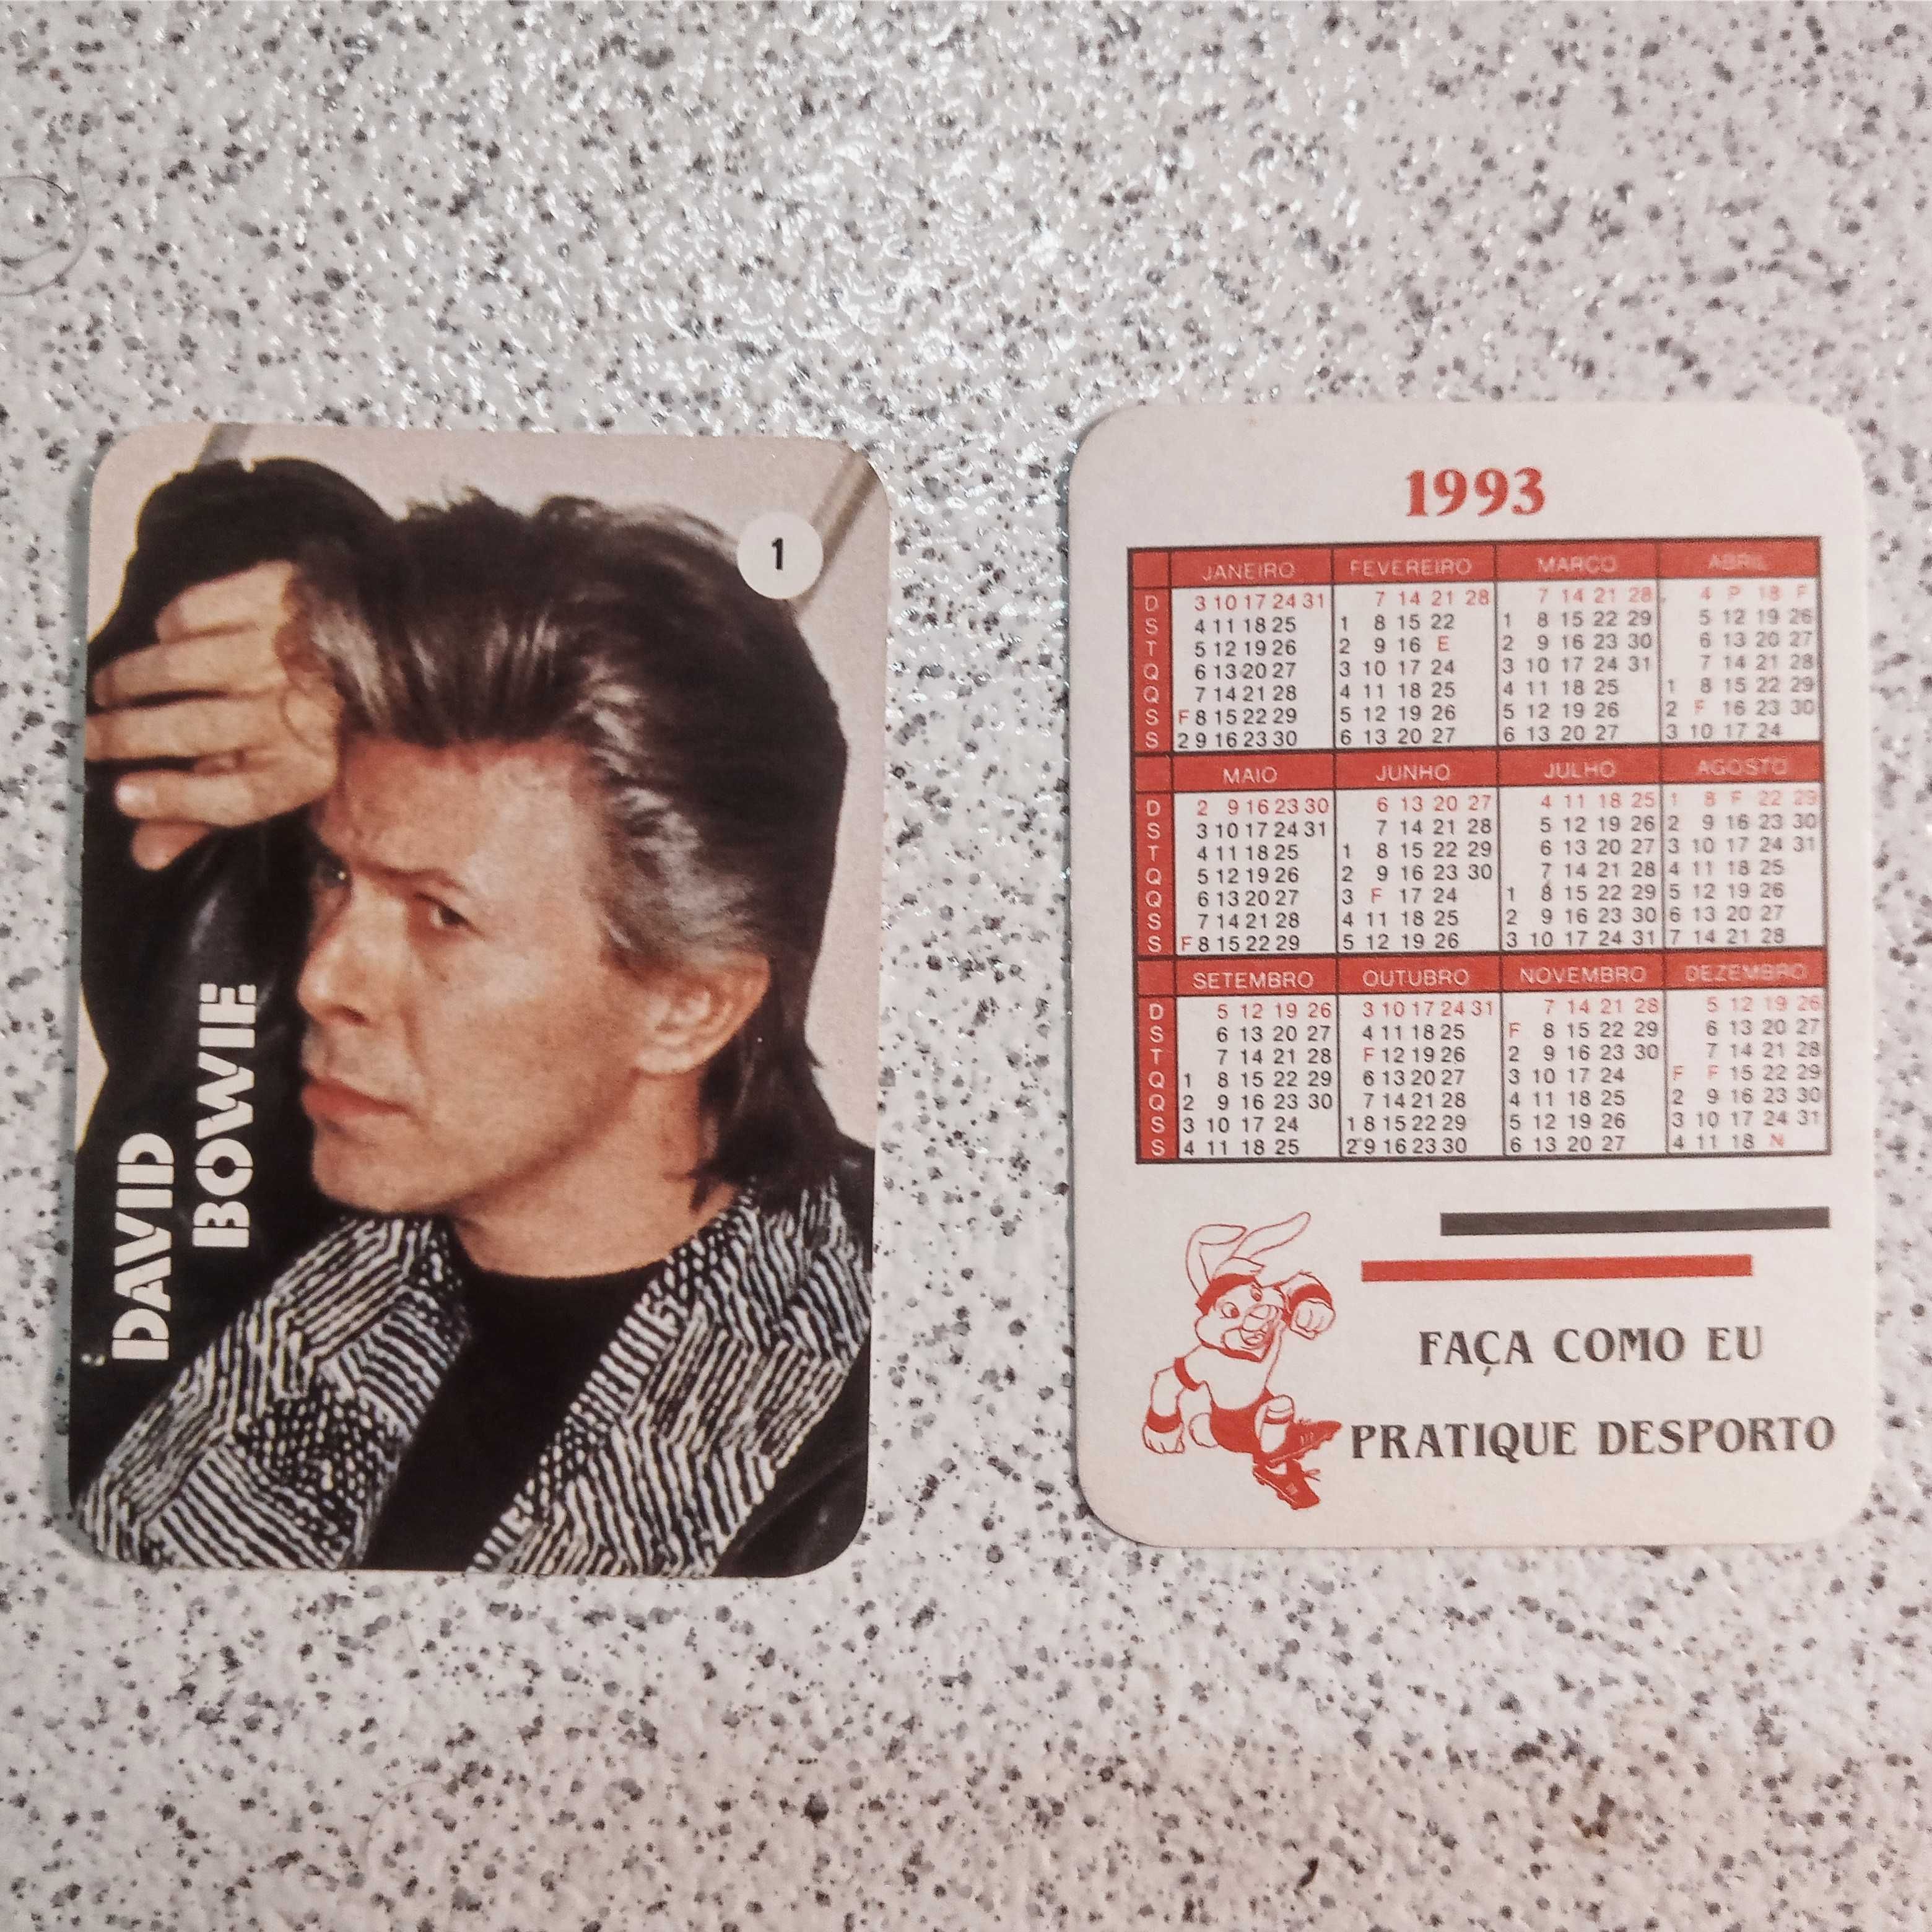 1
DAVID
BOWIE
1993
JANEIRO FEVEREIRO MARÇO ABRIL
D 3 10 17 24 31 7 14 21 28 7 14 21 28 4 P 18 F
S 4 11 18 25 1 8 15 22 1 8 15 22 29 5 12 19 26
T 5 12 19 26 2 9 16 E 2 9 16 23 30 6 13 20 27
Q 6 13 20 27 3 10 17 24 3 10 17 24 31 7 14 21 28
Q 7 14 21 28 4 11 18 25 4 11 18 25 1 8 15 22 29
S F 8 15 22 29 5 12 19 26 5 12 19 26 2 F 16 23 30
S 2 9 16 23 30 6 13 20 27 6 13 20 27 3 10 17 24
MAIO JUNHO JULHO AGOSTO
D 2 9 16 23 30 6 13 20 27 4 11 18 25 1 8 F 22 29
S 3 10 17 24 31 7 14 21 28 5 12 19 26 2 9 16 23 30
T 4 11 18 25 1 8 15 22 29 6 13 20 27 3 10 17 24 31
Q 5 12 19 26 2 9 16 23 30 7 14 21 28 4 11 18 25
Q 6 13 20 27 3 F 17 24 1 8 15 22 29 5 12 19 26
S 7 14 21 28 4 11 18 25 2 9 16 23 30 6 13 20 27
S F 8 15 22 29 5 12 19 26 3 10 17 24 31 7 14 21 28
SETEMBRO OUTUBRO NOVEMBRO DEZEMBRO
D 5 12 19 26 3 10 17 24 31 7 14 21 28 5 12 19 26
S 6 13 20 27 4 11 18 25 F 8 15 22 29 6 13 20 27
T 7 14 21 28 F 12 19 26 2 9 16 23 30 7 14 21 28
Q 1 8 15 22 29 6 13 20 27 3 10 17 24 F F 15 22 29
Q 2 9 16 23 30 7 14 21 28 4 11 18 25 2 9 16 23 30
S 3 10 17 24 1 8 15 22 29 5 12 19 26 3 10 17 24 31
S 4 11 18 25 2 9 16 23 30 6 13 20 27 4 11 18 N
FAÇA COMO EU
PRATIQUE DESPORTO